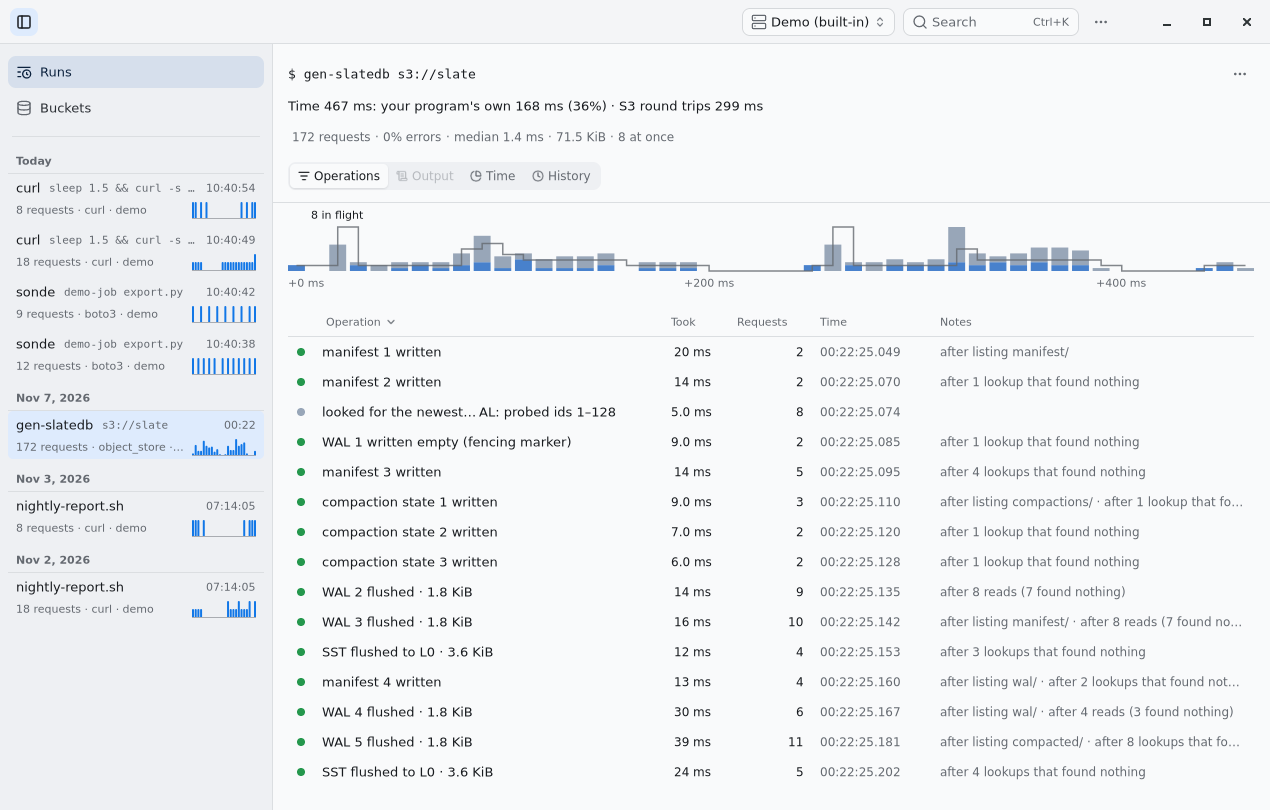 Demo (built-in)
Search Ctrl+K
Runs
Buckets
Today
curl sleep 1.5 && curl -s … 10:40:54
8 requests · curl · demo
curl sleep 1.5 && curl -s … 10:40:49
18 requests · curl · demo
sonde demo-job export.py 10:40:42
9 requests · boto3 · demo
sonde demo-job export.py 10:40:38
12 requests · boto3 · demo
Nov 7, 2026
gen-slatedb s3://slate 00:22
172 requests · object_store ·…
Nov 3, 2026
nightly-report.sh 07:14:05
8 requests · curl · demo
Nov 2, 2026
nightly-report.sh 07:14:05
18 requests · curl · demo
$ gen-slatedb s3://slate
Time 467 ms: your program's own 168 ms (36%) · S3 round trips 299 ms
172 requests · 0% errors · median 1.4 ms · 71.5 KiB · 8 at once
Operations Output Time History
8 in flight
+0 ms +200 ms +400 ms
Operation Took Requests Time Notes
manifest 1 written 20 ms 2 00:22:25.049 after listing manifest/
manifest 2 written 14 ms 2 00:22:25.070 after 1 lookup that found nothing
looked for the newest… AL: probed ids 1–128 5.0 ms 8 00:22:25.074
WAL 1 written empty (fencing marker) 9.0 ms 2 00:22:25.085 after 1 lookup that found nothing
manifest 3 written 14 ms 5 00:22:25.095 after 4 lookups that found nothing
compaction state 1 written 9.0 ms 3 00:22:25.110 after listing compactions/ · after 1 lookup that fo…
compaction state 2 written 7.0 ms 2 00:22:25.120 after 1 lookup that found nothing
compaction state 3 written 6.0 ms 2 00:22:25.128 after 1 lookup that found nothing
WAL 2 flushed · 1.8 KiB 14 ms 9 00:22:25.135 after 8 reads (7 found nothing)
WAL 3 flushed · 1.8 KiB 16 ms 10 00:22:25.142 after listing manifest/ · after 8 reads (7 found no…
SST flushed to L0 · 3.6 KiB 12 ms 4 00:22:25.153 after 3 lookups that found nothing
manifest 4 written 13 ms 4 00:22:25.160 after listing wal/ · after 2 lookups that found not…
WAL 4 flushed · 1.8 KiB 30 ms 6 00:22:25.167 after listing wal/ · after 4 reads (3 found nothing)
WAL 5 flushed · 1.8 KiB 39 ms 11 00:22:25.181 after listing compacted/ · after 8 lookups that fo…
SST flushed to L0 · 3.6 KiB 24 ms 5 00:22:25.202 after 4 lookups that found nothing